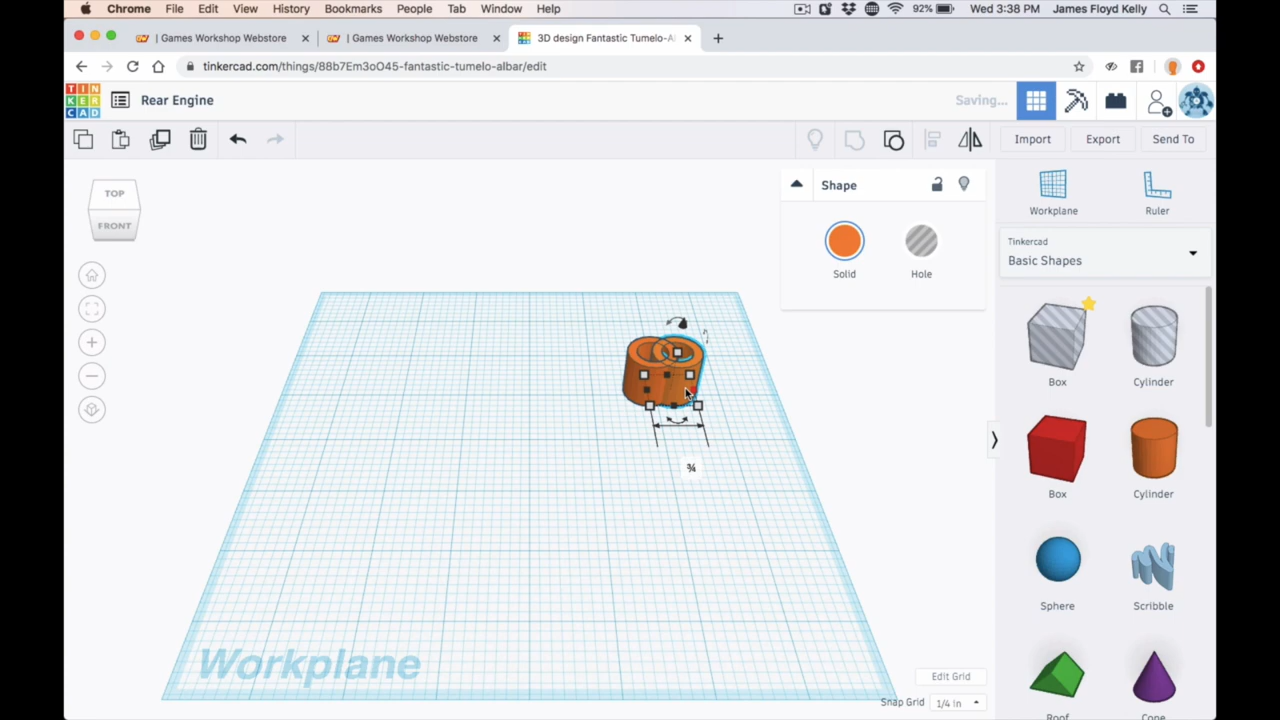 Chrome File Edit View History Bookmarks People Tab Window Help 92% Wed 3:38 PM James Floyd Kelly
| Games Workshop Webstore | Games Workshop Webstore 3D design Fantastic Tumelo-Al
tinkercad.com/things/88b7Em3oO45-fantastic-tumelo-albar/edit
TIN
KER
CAD
Rear Engine
Saving...
Import Export Send To
TOP
FRONT
Shape
Solid Hole
Workplane Ruler
Tinkercad
Basic Shapes
Box Cylinder
Box Cylinder
Sphere Scribble
Roof Cone
¾
Workplane
Edit Grid
Snap Grid 1/4 in